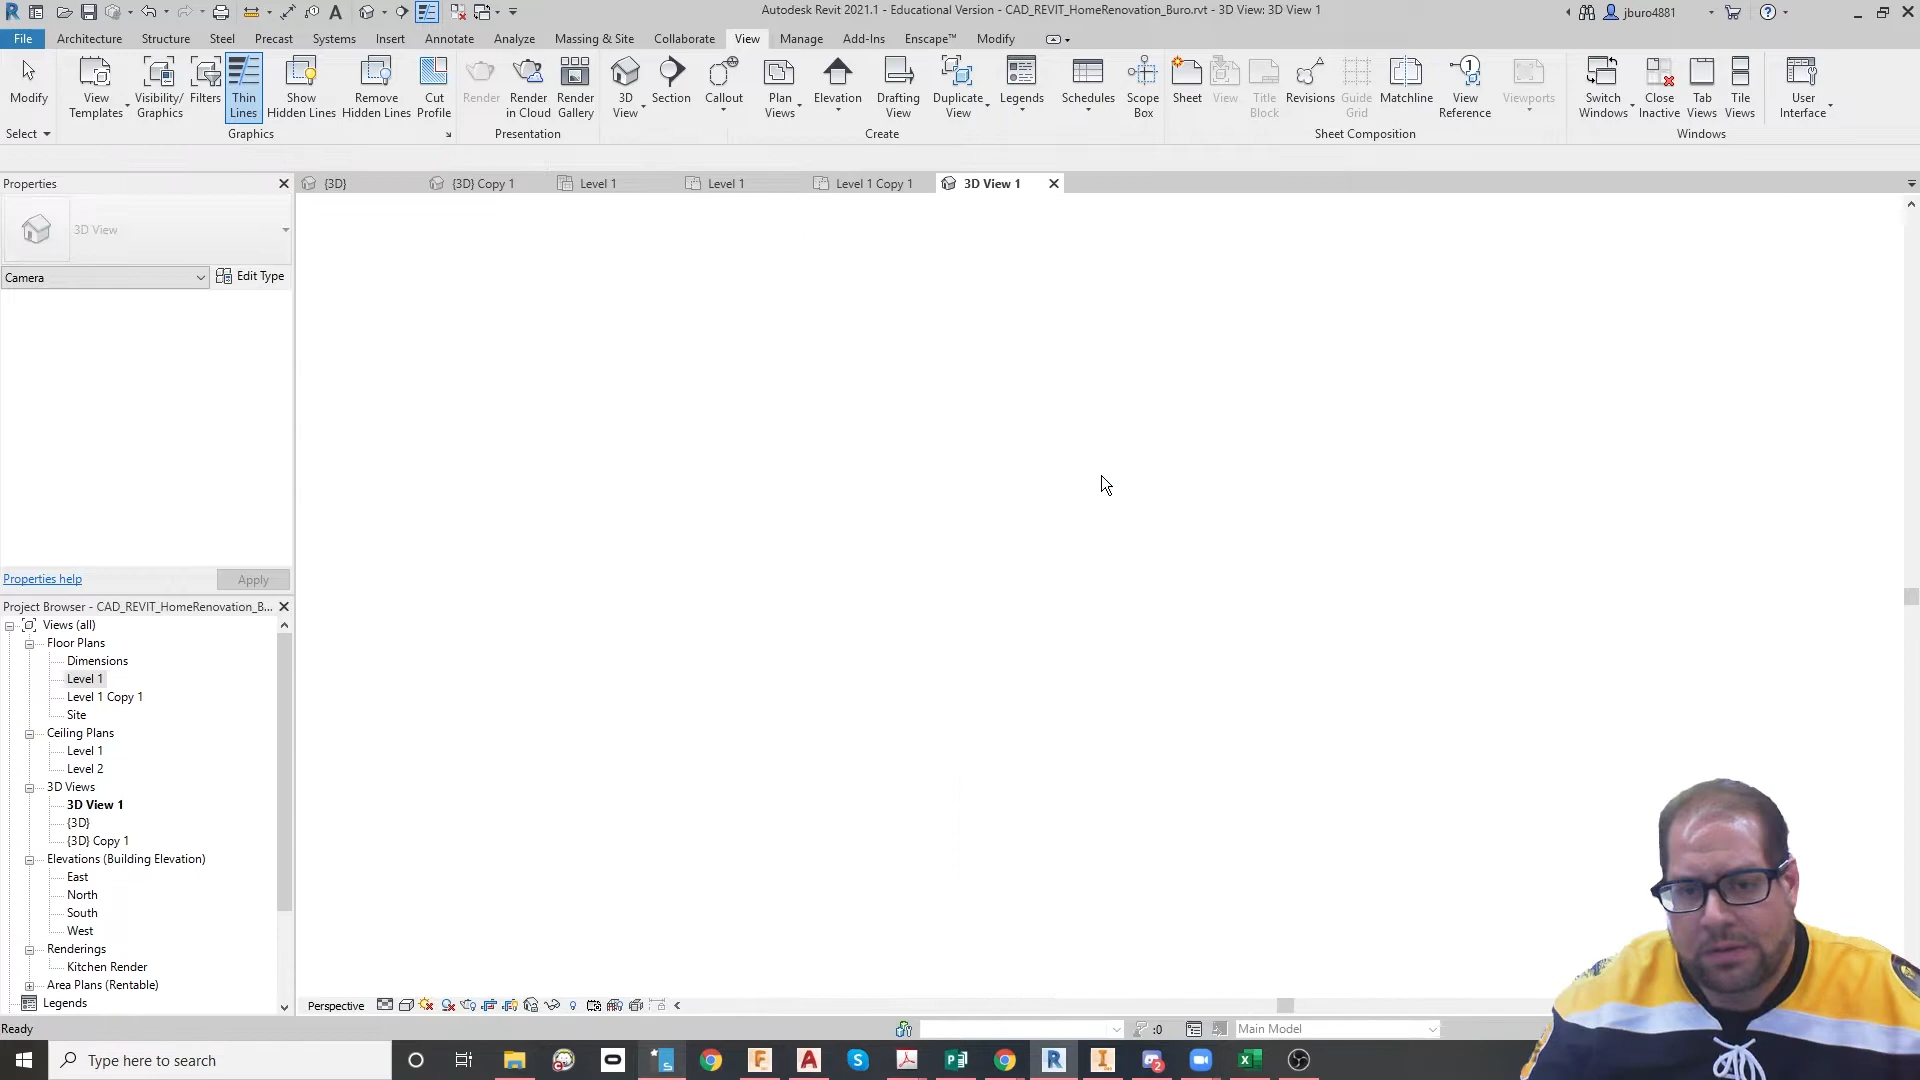 Autodesk Revit 2021.1 - Educational Version - CAD_REVIT_HomeRenovation_Buro.rvt - 3D View: 3D View 1
jburo4881
File Architecture Structure Steel Precast Systems Insert Annotate Analyze Massing & Site Collaborate View Manage Add-Ins Enscape™ Modify
Modify
View Templates
Visibility/ Graphics
Filters
Thin Lines
Show Hidden Lines
Remove Hidden Lines
Cut Profile
Render
Render in Cloud
Render Gallery
3D View
Section
Callout
Plan Views
Elevation
Drafting View
Duplicate View
Legends
Schedules
Scope Box
Sheet
View
Title Block
Revisions
Guide Grid
Matchline
View Reference
Viewports
Switch Windows
Close Inactive
Tab Views
Tile Views
User Interface
Select Graphics Presentation Create Sheet Composition Windows
Properties
{3D} {3D} Copy 1 Level 1 Level 1 Level 1 Copy 1 3D View 1
3D View
Camera Edit Type
Properties help Apply
Project Browser - CAD_REVIT_HomeRenovation_B...
Views (all)
Floor Plans
Dimensions
Level 1
Level 1 Copy 1
Site
Ceiling Plans
Level 1
Level 2
3D Views
3D View 1
{3D}
{3D} Copy 1
Elevations (Building Elevation)
East
North
South
West
Renderings
Kitchen Render
Area Plans (Rentable)
Legends
Perspective
Ready :0 Main Model
Type here to search